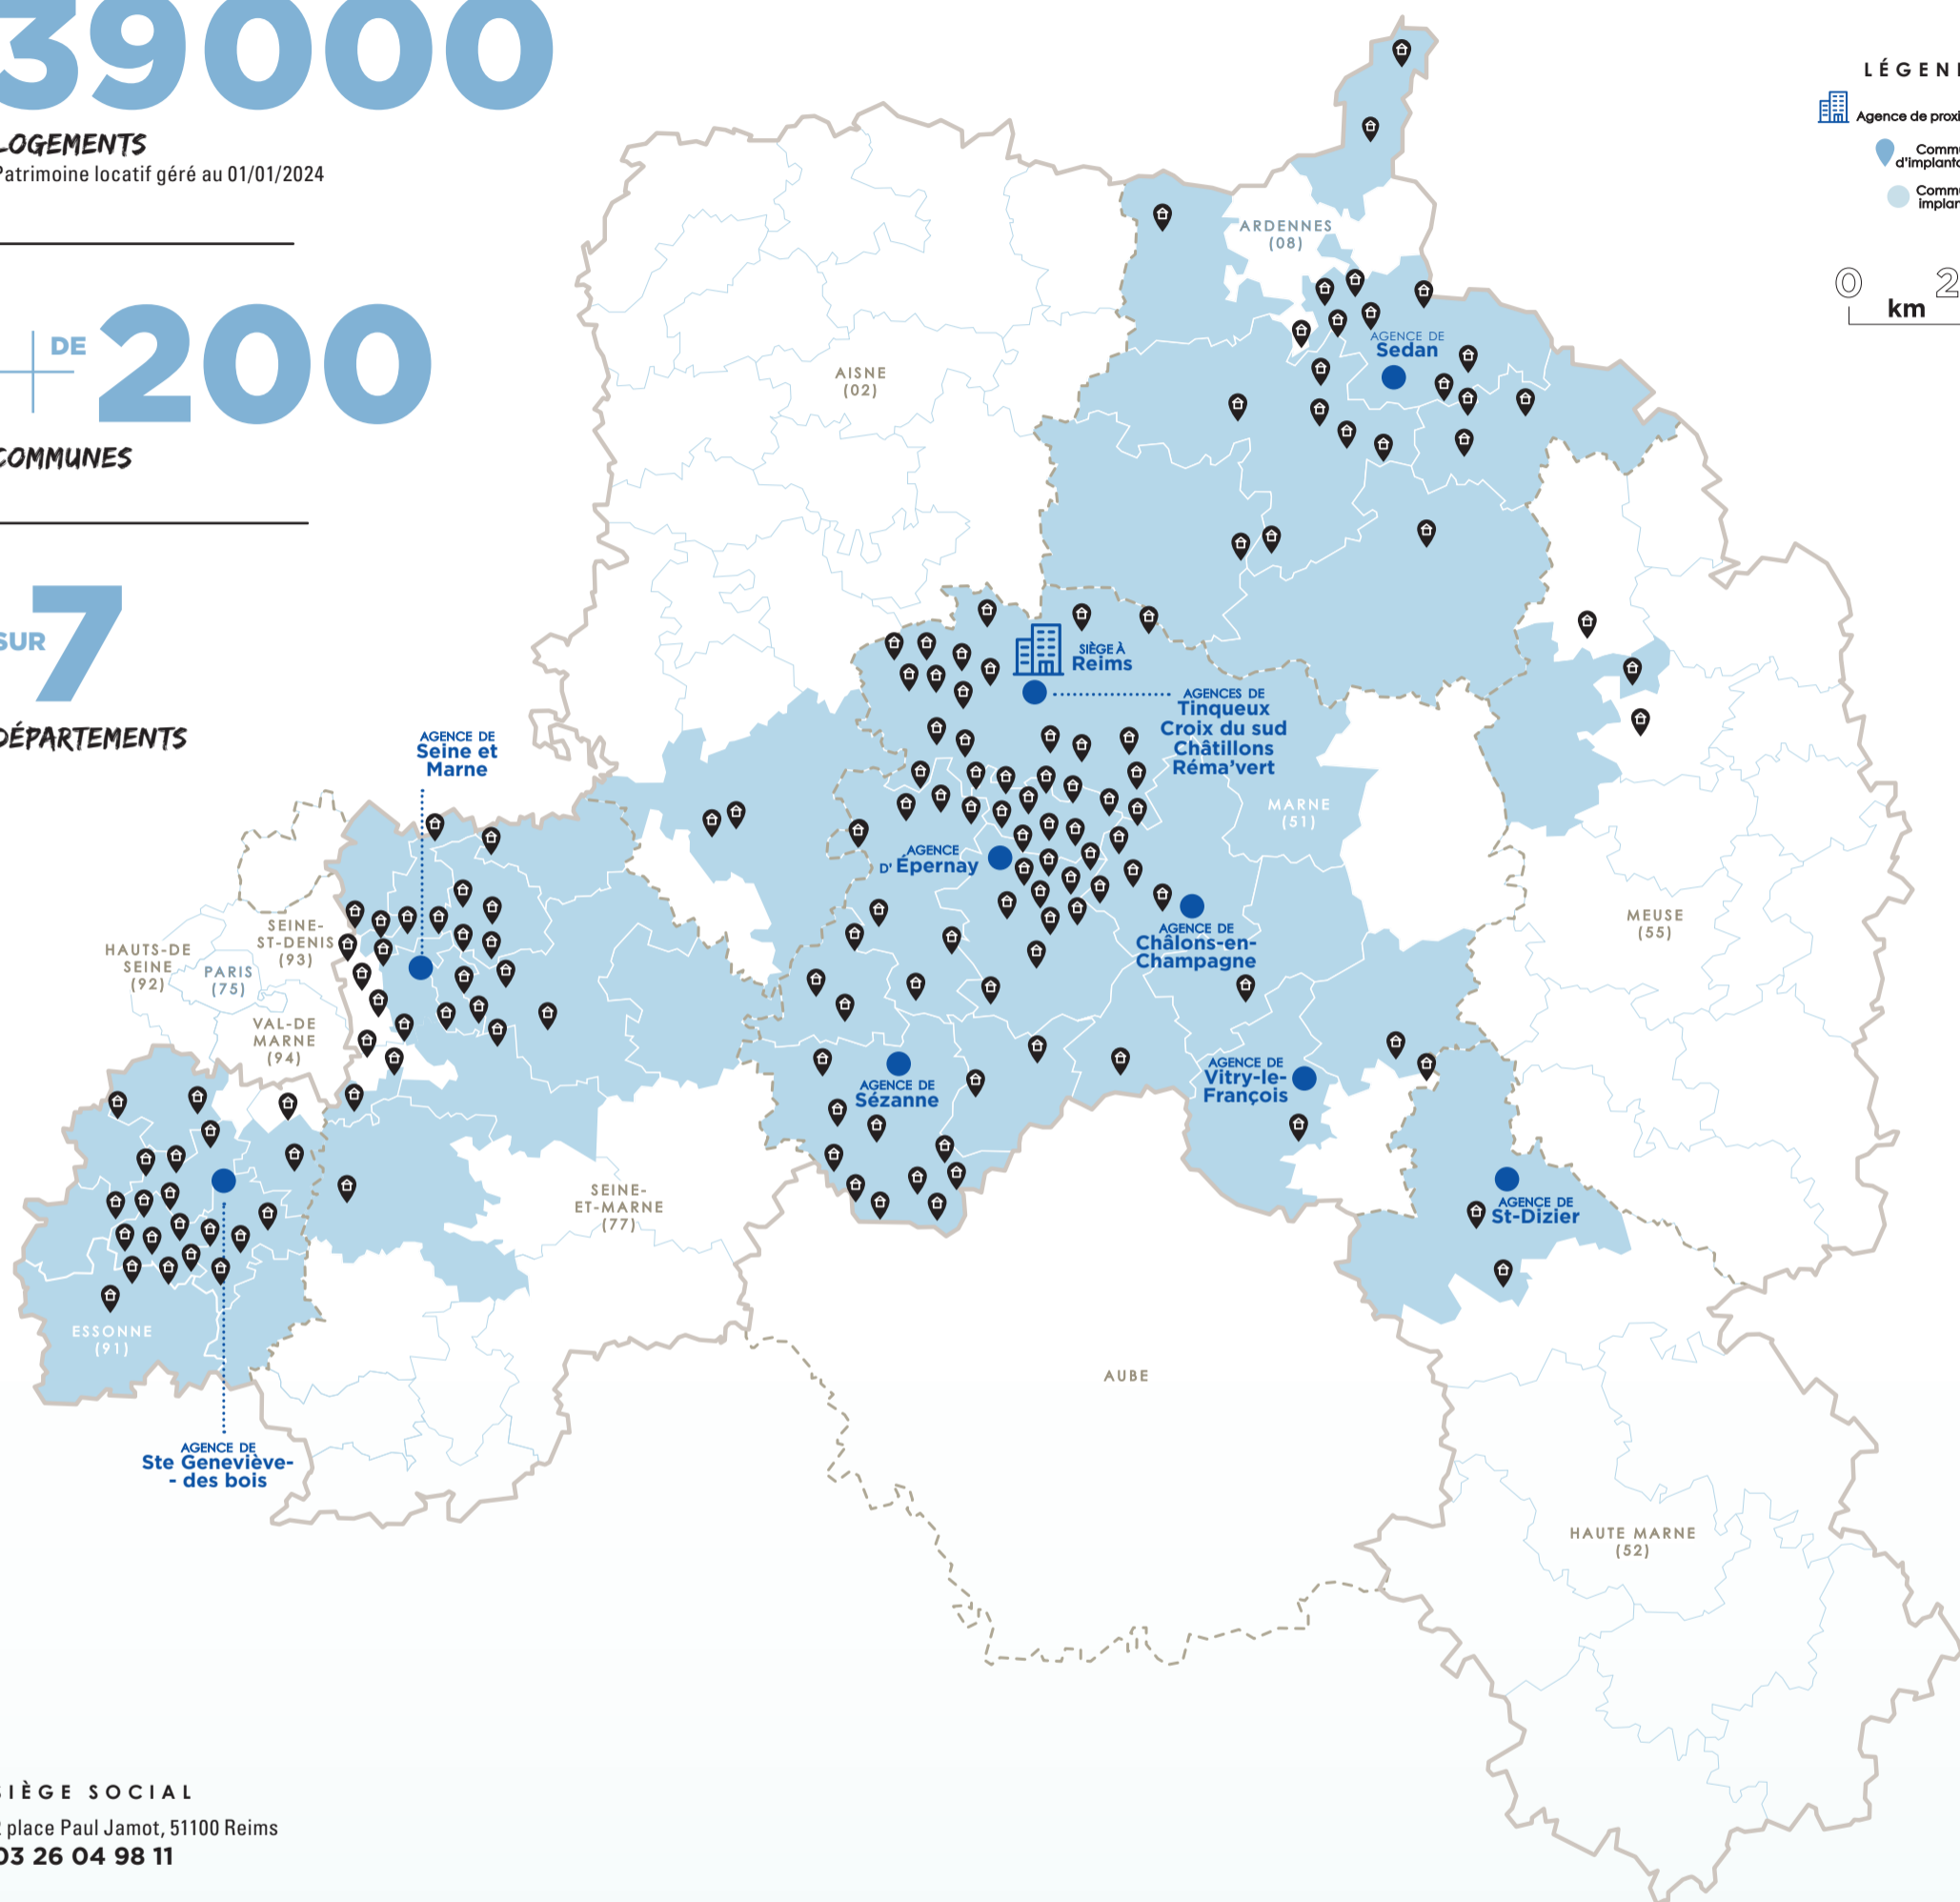 39000
LOGEMENTS
Patrimoine locatif géré au 01/01/2024
+ DE 200
COMMUNES
SUR 7
DÉPARTEMENTS
LÉGEN
Agence de proxi
Commu
d'implanta
Commu
implan
0 2
km
ARDENNES
(08)
AISNE
(02)
AGENCE DE
Sedan
SIÈGE À
Reims
AGENCES DE
Tinqueux
Croix du sud
Châtillons
Réma'vert
MARNE
(51)
AGENCE DE
Seine et
Marne
AGENCE
D' Épernay
AGENCE DE
Châlons-en-
Champagne
MEUSE
(55)
HAUTS-DE
SEINE
(92)
PARIS
(75)
SEINE-
ST-DENIS
(93)
VAL-DE
MARNE
(94)
AGENCE DE
Sézanne
AGENCE DE
Vitry-le-
François
AGENCE DE
St-Dizier
SEINE-
ET-MARNE
(77)
ESSONNE
(91)
AUBE
AGENCE DE
Ste Geneviève-
- des bois
HAUTE MARNE
(52)
SIÈGE SOCIAL
2 place Paul Jamot, 51100 Reims
03 26 04 98 11